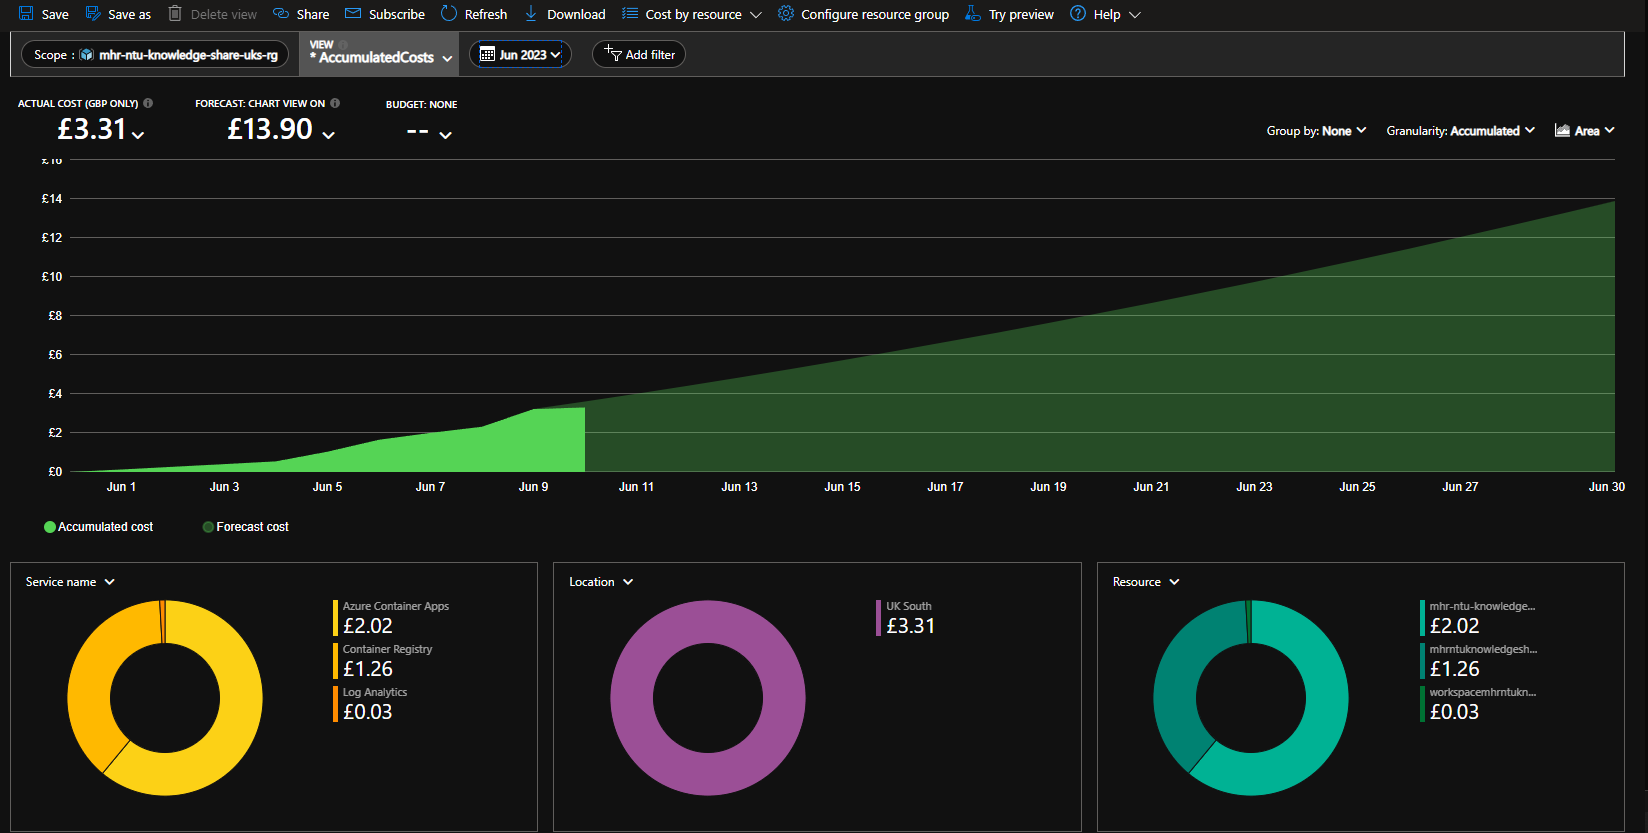 Save Save as Delete view Share Subscribe Refresh Download Cost by resource Configure resource group Try preview Help
Scope : mhr-ntu-knowledge-share-uks-rg
VIEW
* AccumulatedCosts
Jun 2023
Add filter
ACTUAL COST (GBP ONLY) FORECAST: CHART VIEW ON BUDGET: NONE
£3.31 £13.90 --
Group by: None Granularity: Accumulated Area
£16
£14
£12
£10
£8
£6
£4
£2
£0
Jun 1 Jun 3 Jun 5 Jun 7 Jun 9 Jun 11 Jun 13 Jun 15 Jun 17 Jun 19 Jun 21 Jun 23 Jun 25 Jun 27 Jun 30
Accumulated cost Forecast cost
Service name
Azure Container Apps
£2.02
Container Registry
£1.26
Log Analytics
£0.03
Location
UK South
£3.31
Resource
mhr-ntu-knowledge...
£2.02
mhrntuknowledgesh...
£1.26
workspacemhrntukn...
£0.03